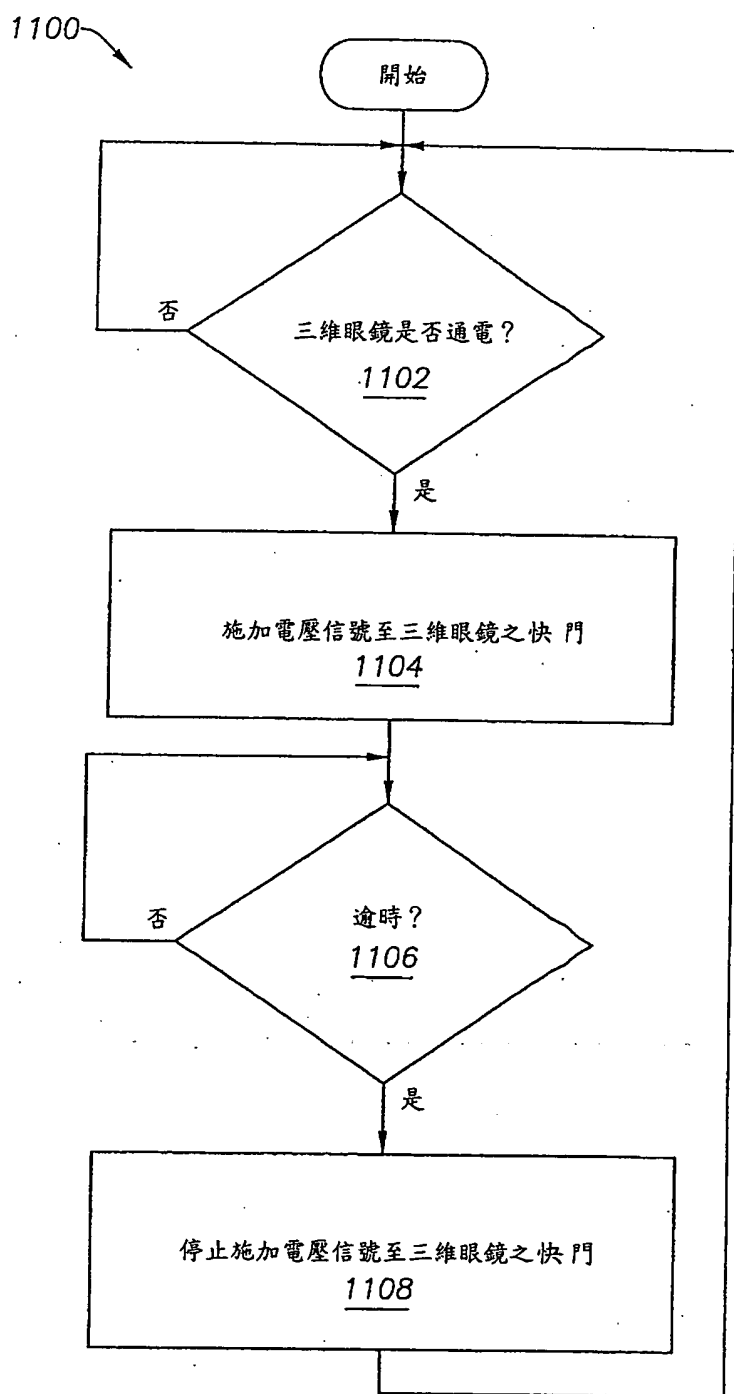 1100
開始
三維眼鏡是否通電？
1102
否
是
施加電壓信號至三維眼鏡之快門
1104
逾時？
1106
否
是
停止施加電壓信號至三維眼鏡之快門
1108